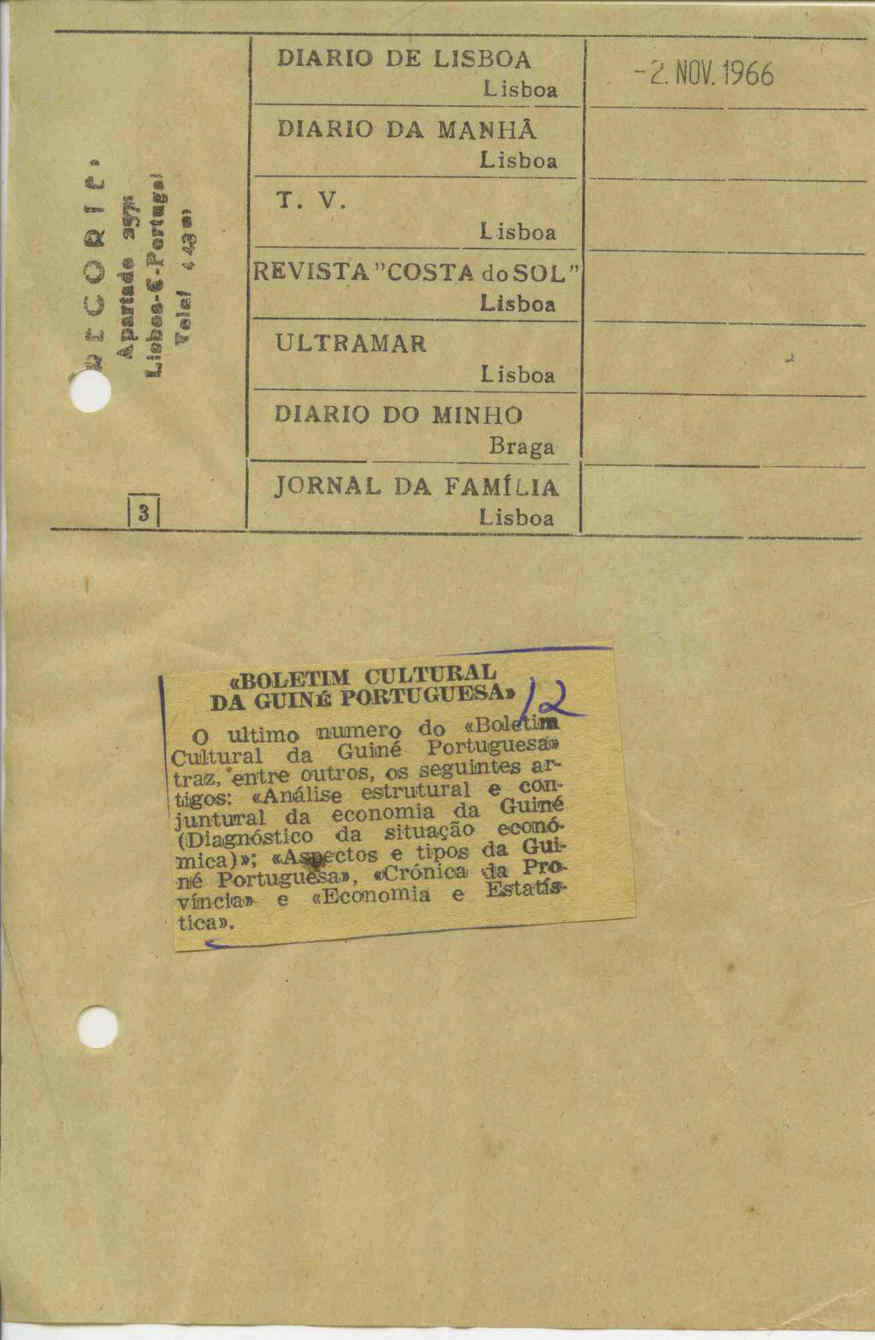 RECORTE
Apartado
Lisboa-6-Portugal
Telef.
3
DIARIO DE LISBOA
Lisboa
-2. NOV. 1966
DIARIO DA MANHÃ
Lisboa
T. V.
Lisboa
REVISTA "COSTA do SOL"
Lisboa
ULTRAMAR
Lisboa
DIARIO DO MINHO
Braga
JORNAL DA FAMÍLIA
Lisboa
«BOLETIM CULTURAL
DA GUINÉ PORTUGUESA»
12
O ultimo numero do «Boletim
Cultural da Guiné Portuguesa»
traz, entre outros, os seguintes ar-
tigos: «Análise estrutural e con-
juntural da economia da Guiné
(Diagnóstico da situação econó-
mica)»; «Aspectos e tipos da Gui-
né Portuguesa», «Crónica da Pro-
víncia» e «Economia e Estatís-
tica».